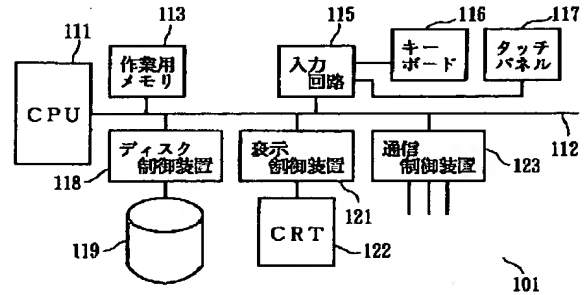 111
113
115
116
117
CPU
作業用
メモリ
入力
回路
キー
ボード
タッチ
パネル
112
ディスク
制御装置
118
表示
制御装置
121
通信
制御装置
123
119
CRT
122
101